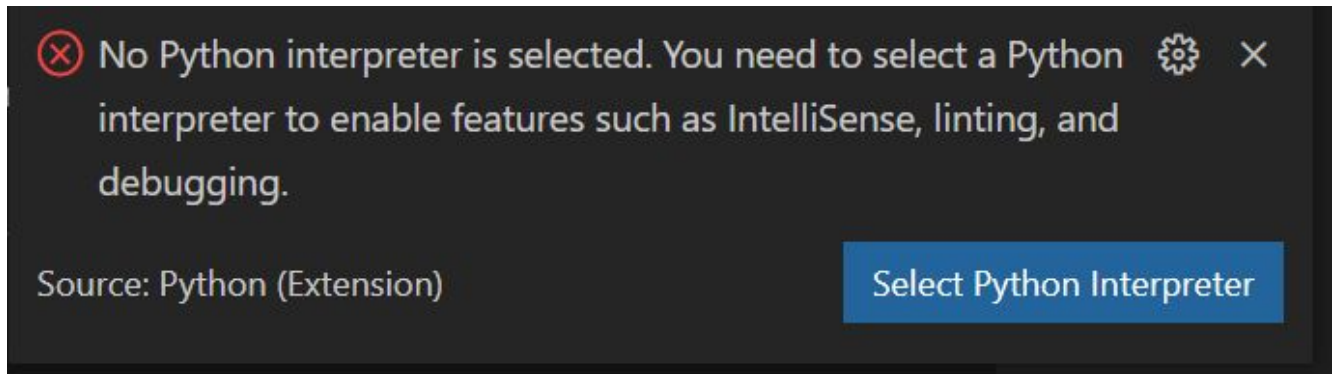 No Python interpreter is selected. You need to select a Python
interpreter to enable features such as IntelliSense, linting, and
debugging.
Source: Python (Extension)
Select Python Interpreter